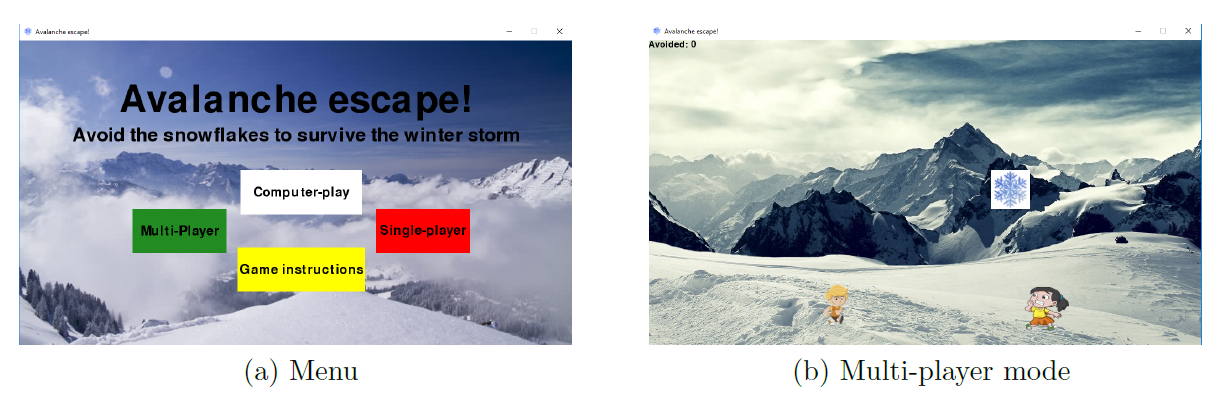 Avalanche escape!
Avalanche escape!
Avoid the snowflakes to survive the winter storm
Computer-play
Multi-Player
Single-player
Game instructions
(a) Menu
Avalanche escape!
Avoided: 0
(b) Multi-player mode